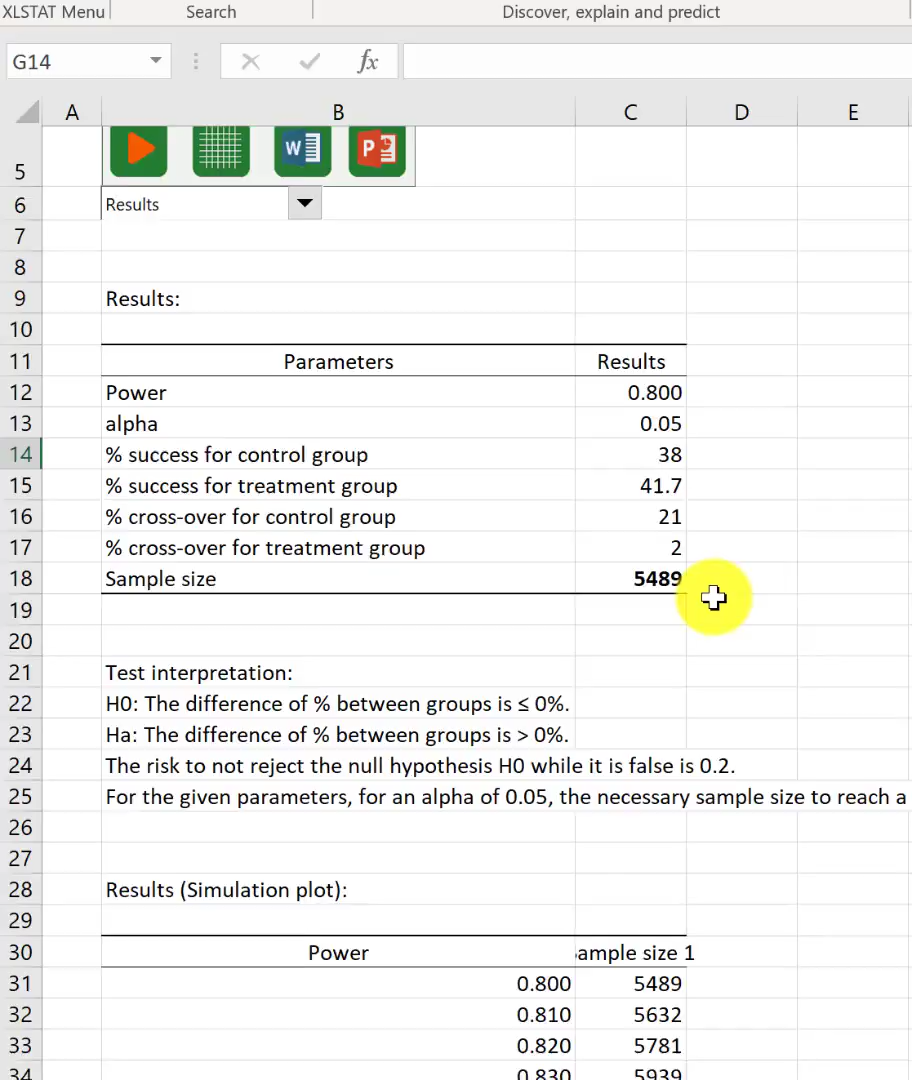 XLSTAT Menu Search Discover, explain and predict
G14 fx
A B C D E
W P
5
6 Results
7
8
9 Results:
10
11 Parameters Results
12 Power 0.800
13 alpha 0.05
14 % success for control group 38
15 % success for treatment group 41.7
16 % cross-over for control group 21
17 % cross-over for treatment group 2
18 Sample size 5489
19
20
21 Test interpretation:
22 H0: The difference of % between groups is ≤ 0%.
23 Ha: The difference of % between groups is > 0%.
24 The risk to not reject the null hypothesis H0 while it is false is 0.2.
25 For the given parameters, for an alpha of 0.05, the necessary sample size to reach a
26
27
28 Results (Simulation plot):
29
30 Power ample size 1
31 0.800 5489
32 0.810 5632
33 0.820 5781
34 0.830 5939